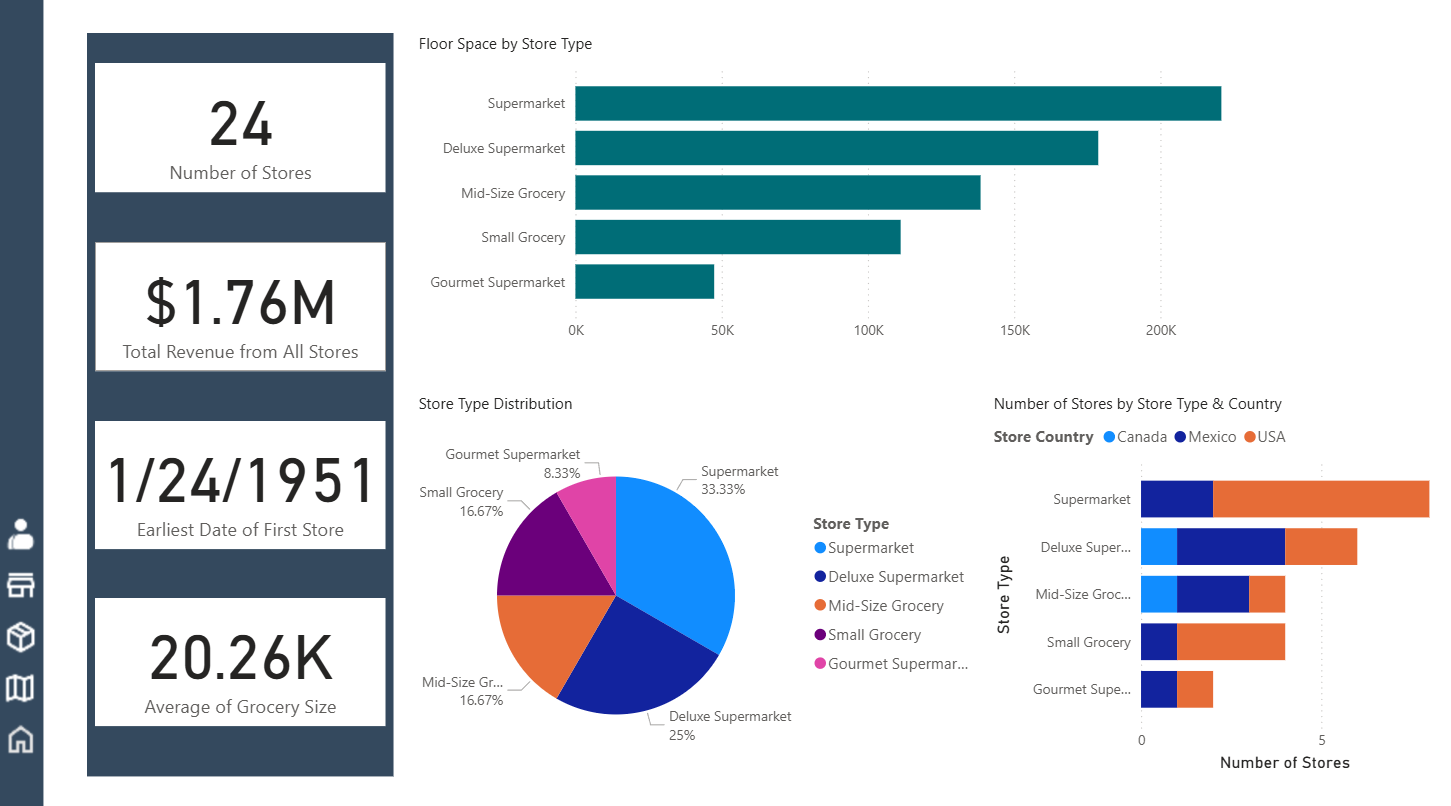 24
Number of Stores
$1.76M
Total Revenue from All Stores
1/24/1951
Earliest Date of First Store
20.26K
Average of Grocery Size
Floor Space by Store Type
Supermarket
Deluxe Supermarket
Mid-Size Grocery
Small Grocery
Gourmet Supermarket
0K 50K 100K 150K 200K
Store Type Distribution
Gourmet Supermarket
8.33%
Supermarket
33.33%
Small Grocery
16.67%
Mid-Size Gr...
16.67%
Deluxe Supermarket
25%
Store Type
Supermarket
Deluxe Supermarket
Mid-Size Grocery
Small Grocery
Gourmet Supermar...
Number of Stores by Store Type & Country
Store Country Canada Mexico USA
Store Type
Supermarket
Deluxe Super...
Mid-Size Groc...
Small Grocery
Gourmet Supe...
0 5
Number of Stores